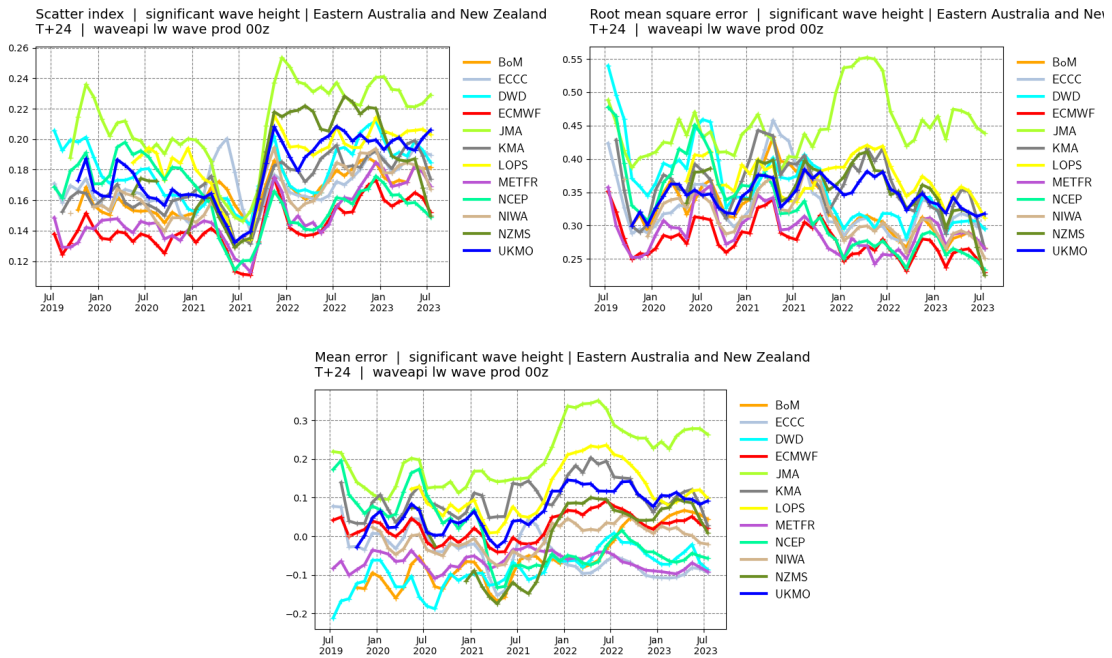 Scatter index | significant wave height | Eastern Australia and New Zealand
T+24 | waveapi lw wave prod 00z
0.26
0.24
0.22
0.20
0.18
0.16
0.14
0.12
Jul Jan Jul Jan Jul Jan Jul Jan Jul
2019 2020 2020 2021 2021 2022 2022 2023 2023
BoM
ECCC
DWD
ECMWF
JMA
KMA
LOPS
METFR
NCEP
NIWA
NZMS
UKMO
Root mean square error | significant wave height | Eastern Australia and Nev
T+24 | waveapi lw wave prod 00z
0.55
0.50
0.45
0.40
0.35
0.30
0.25
Jul Jan Jul Jan Jul Jan Jul Jan Jul
2019 2020 2020 2021 2021 2022 2022 2023 2023
BoM
ECCC
DWD
ECMWF
JMA
KMA
LOPS
METFR
NCEP
NIWA
NZMS
UKMO
Mean error | significant wave height | Eastern Australia and New Zealand
T+24 | waveapi lw wave prod 00z
0.3
0.2
0.1
0.0
−0.1
−0.2
Jul Jan Jul Jan Jul Jan Jul Jan Jul
2019 2020 2020 2021 2021 2022 2022 2023 2023
BoM
ECCC
DWD
ECMWF
JMA
KMA
LOPS
METFR
NCEP
NIWA
NZMS
UKMO